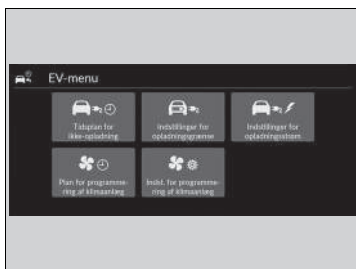 EV-menu
Tidsplan for
ikke-opladning
Indstillinger for
opladningsgrænse
Indstillinger for
opladningsstrøm
Plan for programme-
ring af klimaanlæg
Indst. for programme-
ring af klimaanlæg